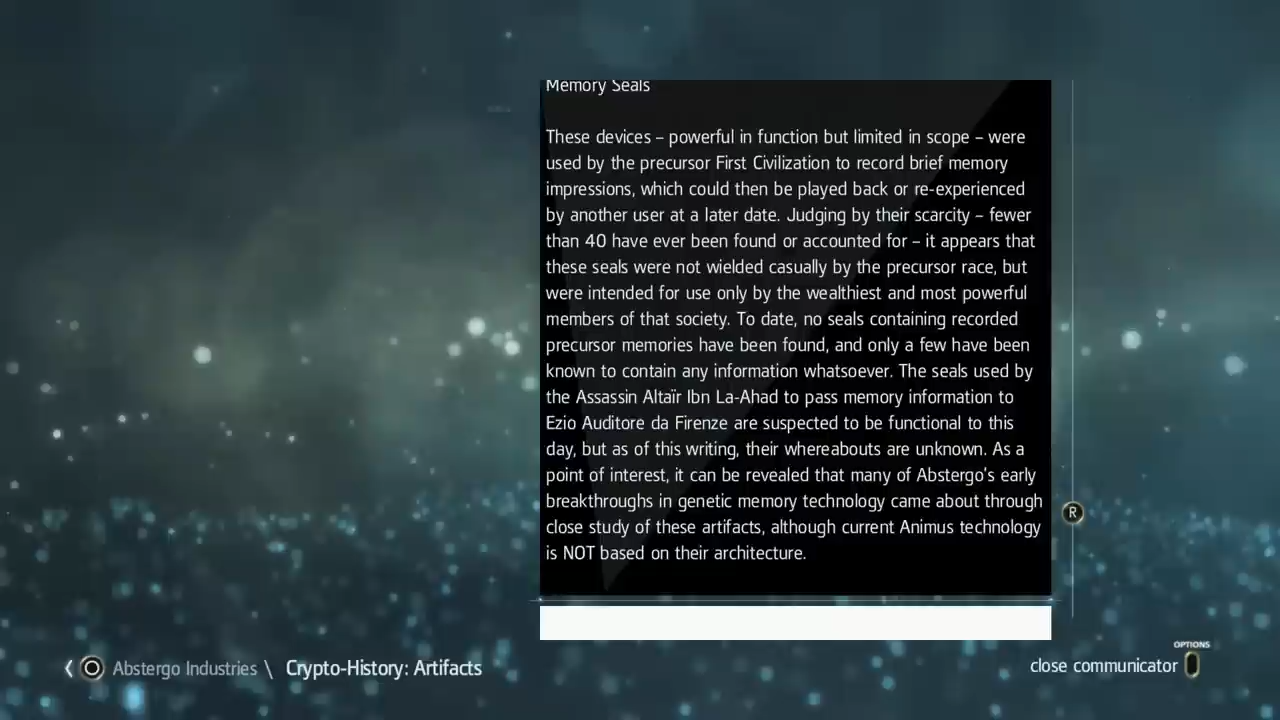 Memory Seals
These devices – powerful in function but limited in scope – were
used by the precursor First Civilization to record brief memory
impressions, which could then be played back or re-experienced
by another user at a later date. Judging by their scarcity – fewer
than 40 have ever been found or accounted for – it appears that
these seals were not wielded casually by the precursor race, but
were intended for use only by the wealthiest and most powerful
members of that society. To date, no seals containing recorded
precursor memories have been found, and only a few have been
known to contain any information whatsoever. The seals used by
the Assassin Altaïr Ibn La-Ahad to pass memory information to
Ezio Auditore da Firenze are suspected to be functional to this
day, but as of this writing, their whereabouts are unknown. As a
point of interest, it can be revealed that many of Abstergo's early
breakthroughs in genetic memory technology came about through
close study of these artifacts, although current Animus technology
is NOT based on their architecture.
R
OPTIONS
Abstergo Industries \ Crypto-History: Artifacts
close communicator